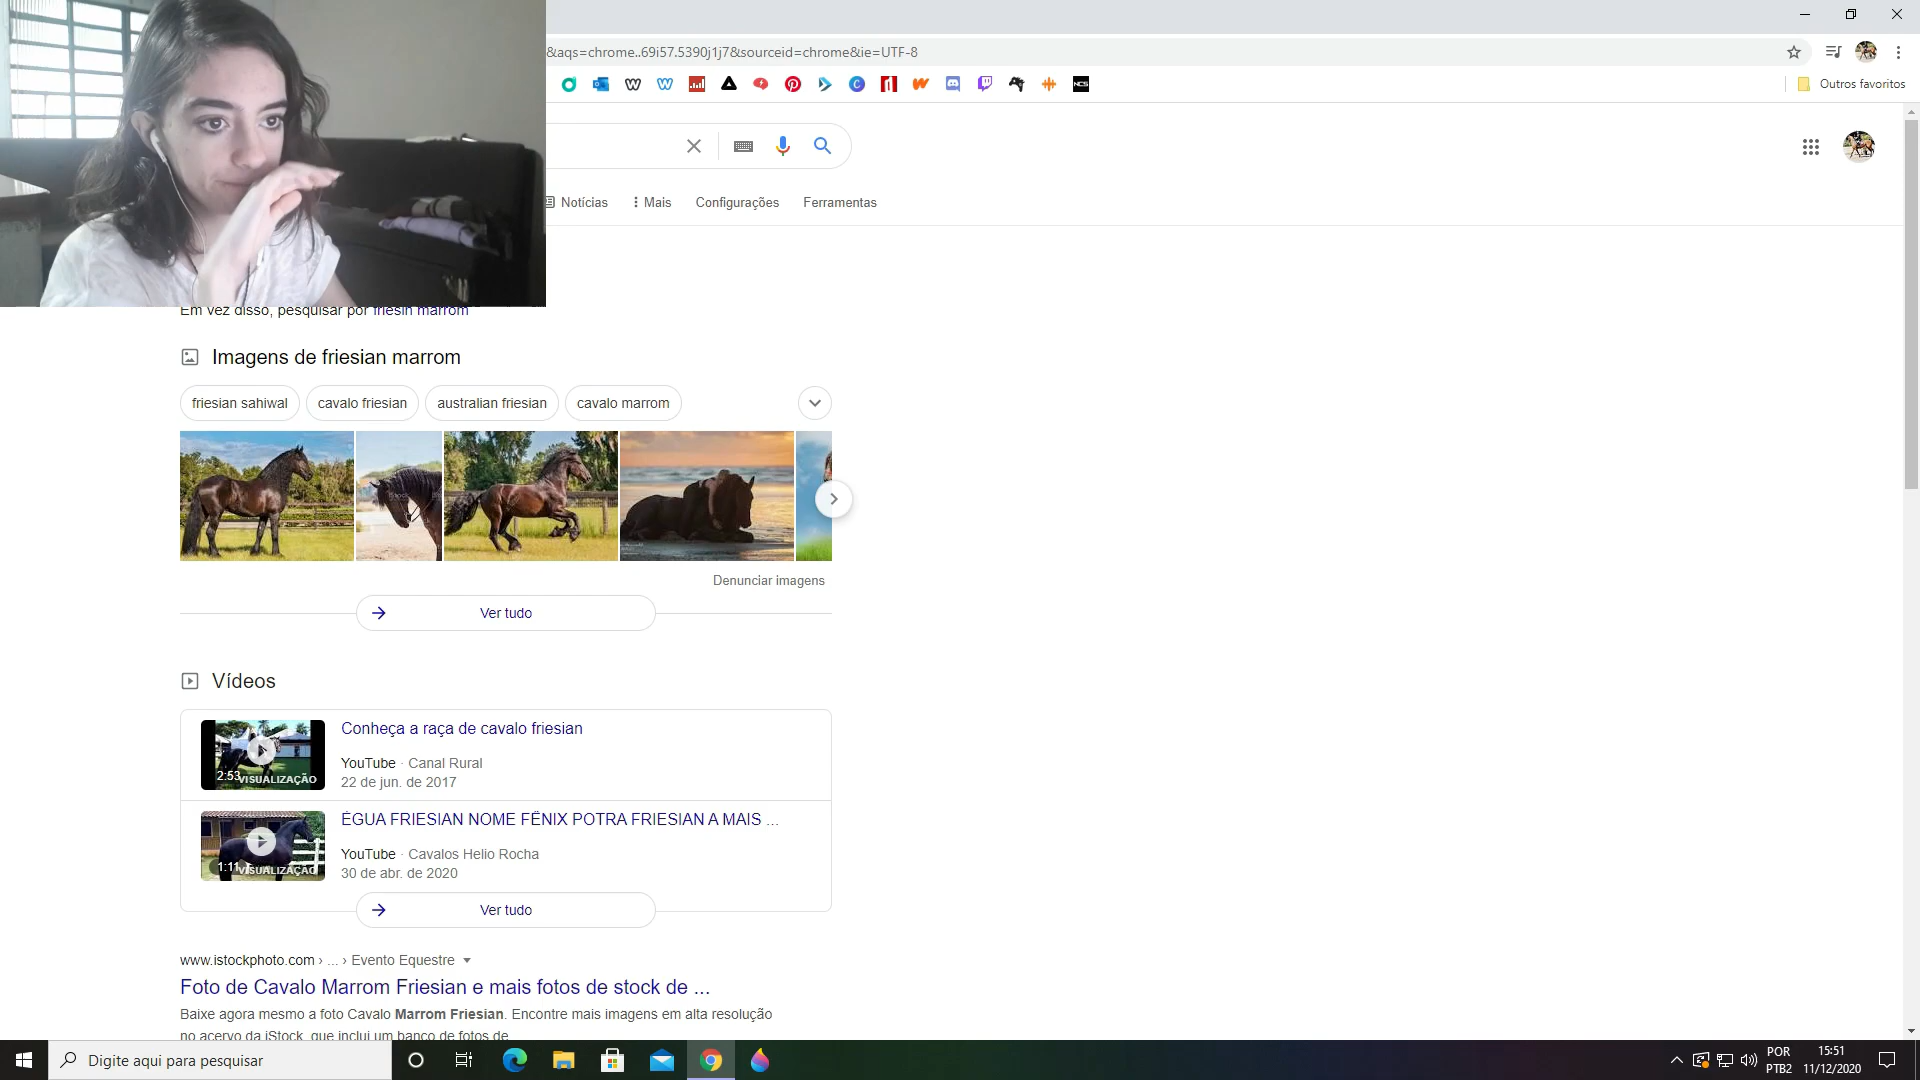 &aqs=chrome..69i57.5390j1j7&sourceid=chrome&ie=UTF-8
NCS
Outros favoritos
Notícias
Mais
Configurações
Ferramentas
Em vez disso, pesquisar por friesin marrom
Imagens de friesian marrom
friesian sahiwal
cavalo friesian
australian friesian
cavalo marrom
Denunciar imagens
Ver tudo
Vídeos
Conheça a raça de cavalo friesian
YouTube · Canal Rural
22 de jun. de 2017
2:53
VISUALIZAÇÃO
ÉGUA FRIESIAN NOME FÊNIX POTRA FRIESIAN A MAIS ...
YouTube · Cavalos Helio Rocha
30 de abr. de 2020
1:11
VISUALIZAÇÃO
Ver tudo
www.istockphoto.com › ... › Evento Equestre
Foto de Cavalo Marrom Friesian e mais fotos de stock de ...
Baixe agora mesmo a foto Cavalo Marrom Friesian. Encontre mais imagens em alta resolução
no acervo da iStock, que inclui um banco de fotos de
Digite aqui para pesquisar
POR
PTB2
15:51
11/12/2020